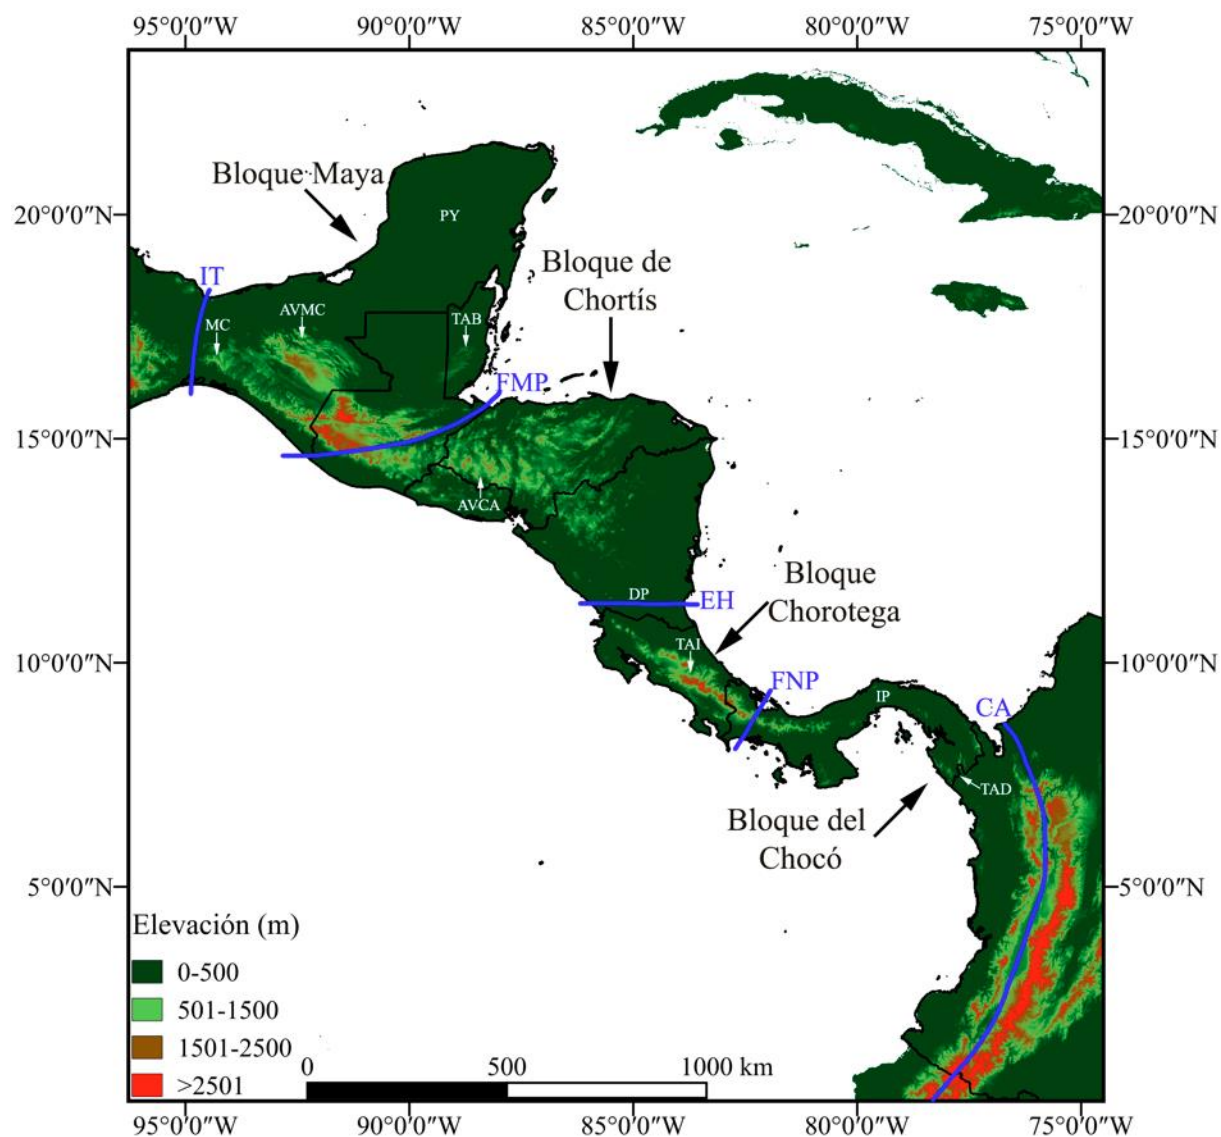 95°0′0″W 90°0′0″W 85°0′0″W 80°0′0″W 75°0′0″W
Bloque Maya
20°0′0″N
PY
20°0′0″N
Bloque de
Chortís
IT
AVMC
MC
TAB
FMP
15°0′0″N
15°0′0″N
AVCA
Bloque
Chorotega
DP
EH
TAI
10°0′0″N
10°0′0″N
FNP
IP
CA
TAD
Bloque del
Chocó
5°0′0″N
5°0′0″N
Elevación (m)
0-500
501-1500
1501-2500
>2501
0 500 1000 km
95°0′0″W 90°0′0″W 85°0′0″W 80°0′0″W 75°0′0″W